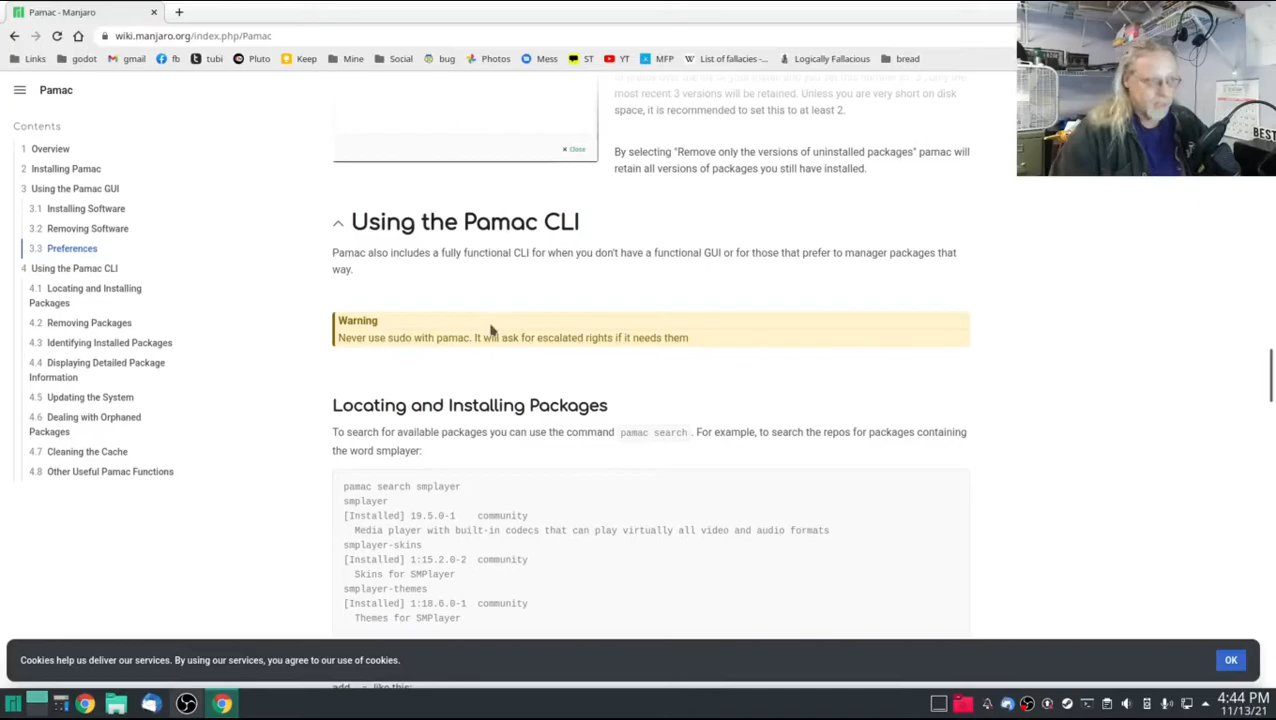 Pamac - Manjaro
wiki.manjaro.org/index.php/Pamac
Links godot gmail fb tubi Pluto Keep Mine Social bug Photos Mess ST YT MFP List of fallacies -... Logically Fallacious bread
Pamac
Contents
1 Overview
2 Installing Pamac
3 Using the Pamac GUI
3.1 Installing Software
3.2 Removing Software
3.3 Preferences
4 Using the Pamac CLI
4.1 Locating and Installing
Packages
4.2 Removing Packages
4.3 Identifying Installed Packages
4.4 Displaying Detailed Package
Information
4.5 Updating the System
4.6 Dealing with Orphaned
Packages
4.7 Cleaning the Cache
4.8 Other Useful Pamac Functions
most recent 3 versions will be retained. Unless you are very short on disk
space, it is recommended to set this to at least 2.
Close
By selecting "Remove only the versions of uninstalled packages" pamac will
retain all versions of packages you still have installed.
Using the Pamac CLI
Pamac also includes a fully functional CLI for when you don't have a functional GUI or for those that prefer to manager packages that
way.
Warning
Never use sudo with pamac. It will ask for escalated rights if it needs them
Locating and Installing Packages
To search for available packages you can use the command pamac search. For example, to search the repos for packages containing
the word smplayer:
pamac search smplayer
smplayer
[Installed] 19.5.0-1 community
Media player with built-in codecs that can play virtually all video and audio formats
smplayer-skins
[Installed] 1:15.2.0-2 community
Skins for SMPlayer
smplayer-themes
[Installed] 1:18.6.0-1 community
Themes for SMPlayer
Cookies help us deliver our services. By using our services, you agree to our use of cookies.
OK
like this:
BEST
4:44 PM
11/13/21